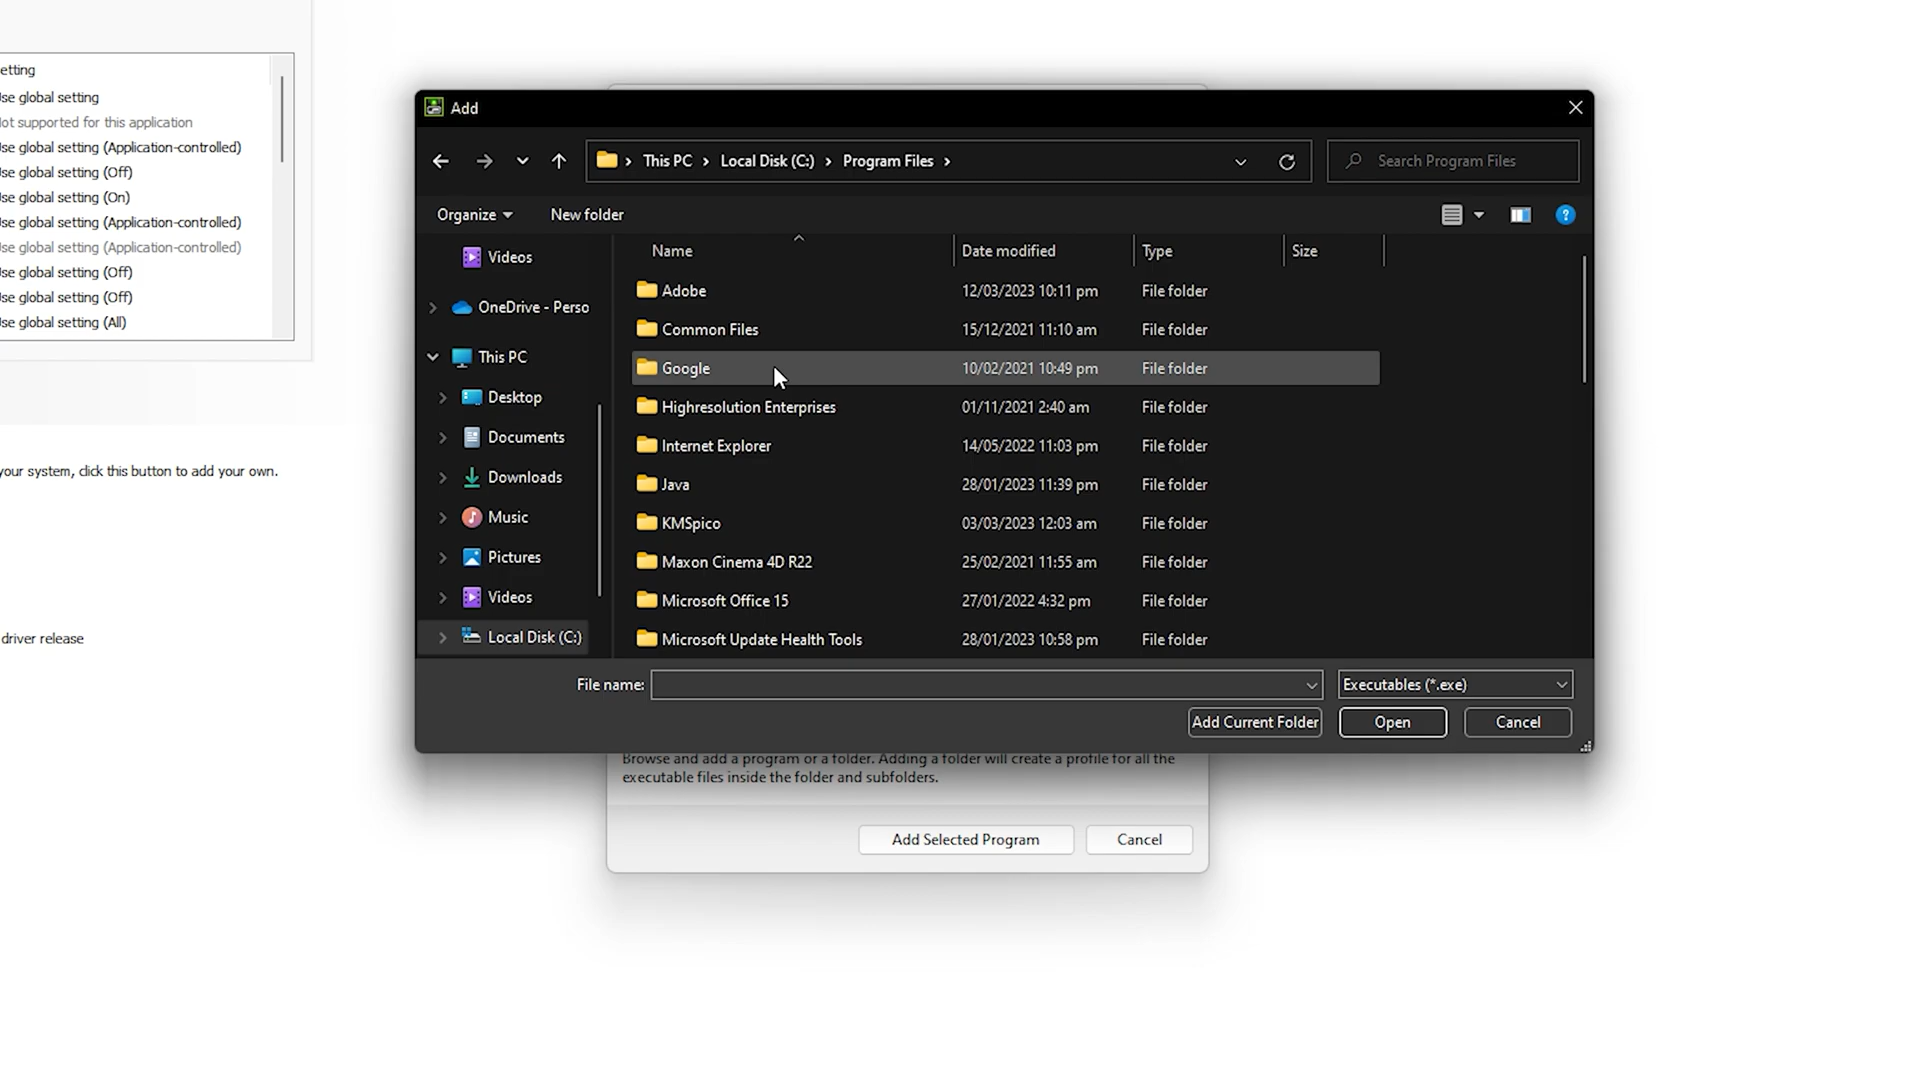 etting
Use global setting
Not supported for this application
Use global setting (Application-controlled)
Use global setting (Off)
Use global setting (On)
Use global setting (Application-controlled)
Use global setting (Application-controlled)
Use global setting (Off)
Use global setting (Off)
Use global setting (All)
your system, click this button to add your own.
driver release
Add
This PC
Local Disk (C:)
Program Files
Search Program Files
Organize
New folder
Videos
OneDrive - Perso
This PC
Desktop
Documents
Downloads
Music
Pictures
Videos
Local Disk (C:)
Name Date modified Type Size
Adobe 12/03/2023 10:11 pm File folder
Common Files 15/12/2021 11:10 am File folder
Google 10/02/2021 10:49 pm File folder
Highresolution Enterprises 01/11/2021 2:40 am File folder
Internet Explorer 14/05/2022 11:03 pm File folder
Java 28/01/2023 11:39 pm File folder
KMSpico 03/03/2023 12:03 am File folder
Maxon Cinema 4D R22 25/02/2021 11:55 am File folder
Microsoft Office 15 27/01/2022 4:32 pm File folder
Microsoft Update Health Tools 28/01/2023 10:58 pm File folder
File name:
Executables (*.exe)
Add Current Folder
Open
Cancel
Browse and add a program or a folder. Adding a folder will create a profile for all the
executable files inside the folder and subfolders.
Add Selected Program
Cancel